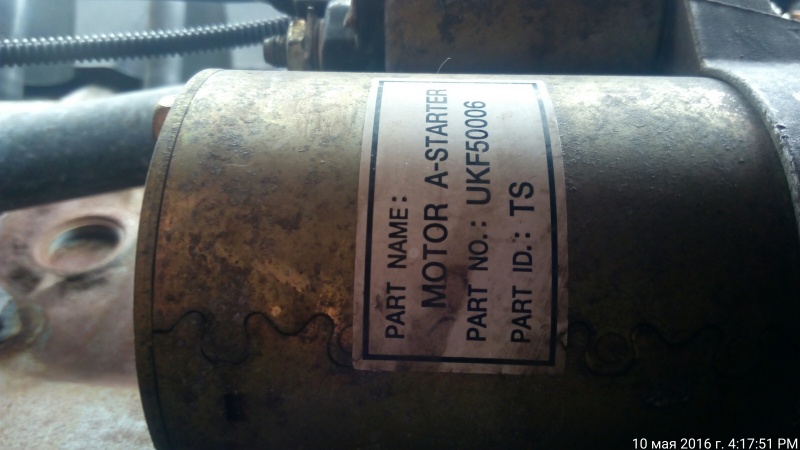 PART NAME:
MOTOR A-STARTER
PART NO.: UKF50006
PART ID.: TS
10 мая 2016 г. 4:17:51 PM